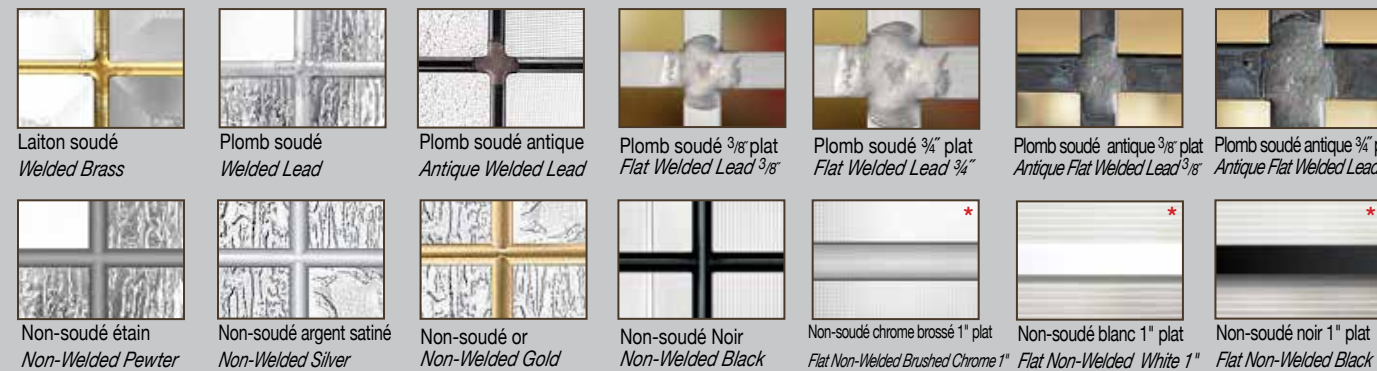 Laiton soudé
Welded Brass
Plomb soudé
Welded Lead
Plomb soudé antique
Antique Welded Lead
Plomb soudé 3/8″ plat
Flat Welded Lead 3/8″
Plomb soudé ¾″ plat
Flat Welded Lead ¾″
Plomb soudé antique 3/8″ plat
Antique Flat Welded Lead 3/8″
Plomb soudé antique ¾″
Antique Flat Welded Lead
Non-soudé étain
Non-Welded Pewter
Non-soudé argent satiné
Non-Welded Silver
Non-soudé or
Non-Welded Gold
Non-soudé Noir
Non-Welded Black
*
Non-soudé chrome brossé 1" plat
Flat Non-Welded Brushed Chrome 1"
*
Non-soudé blanc 1" plat
Flat Non-Welded White 1"
*
Non-soudé noir 1" plat
Flat Non-Welded Black